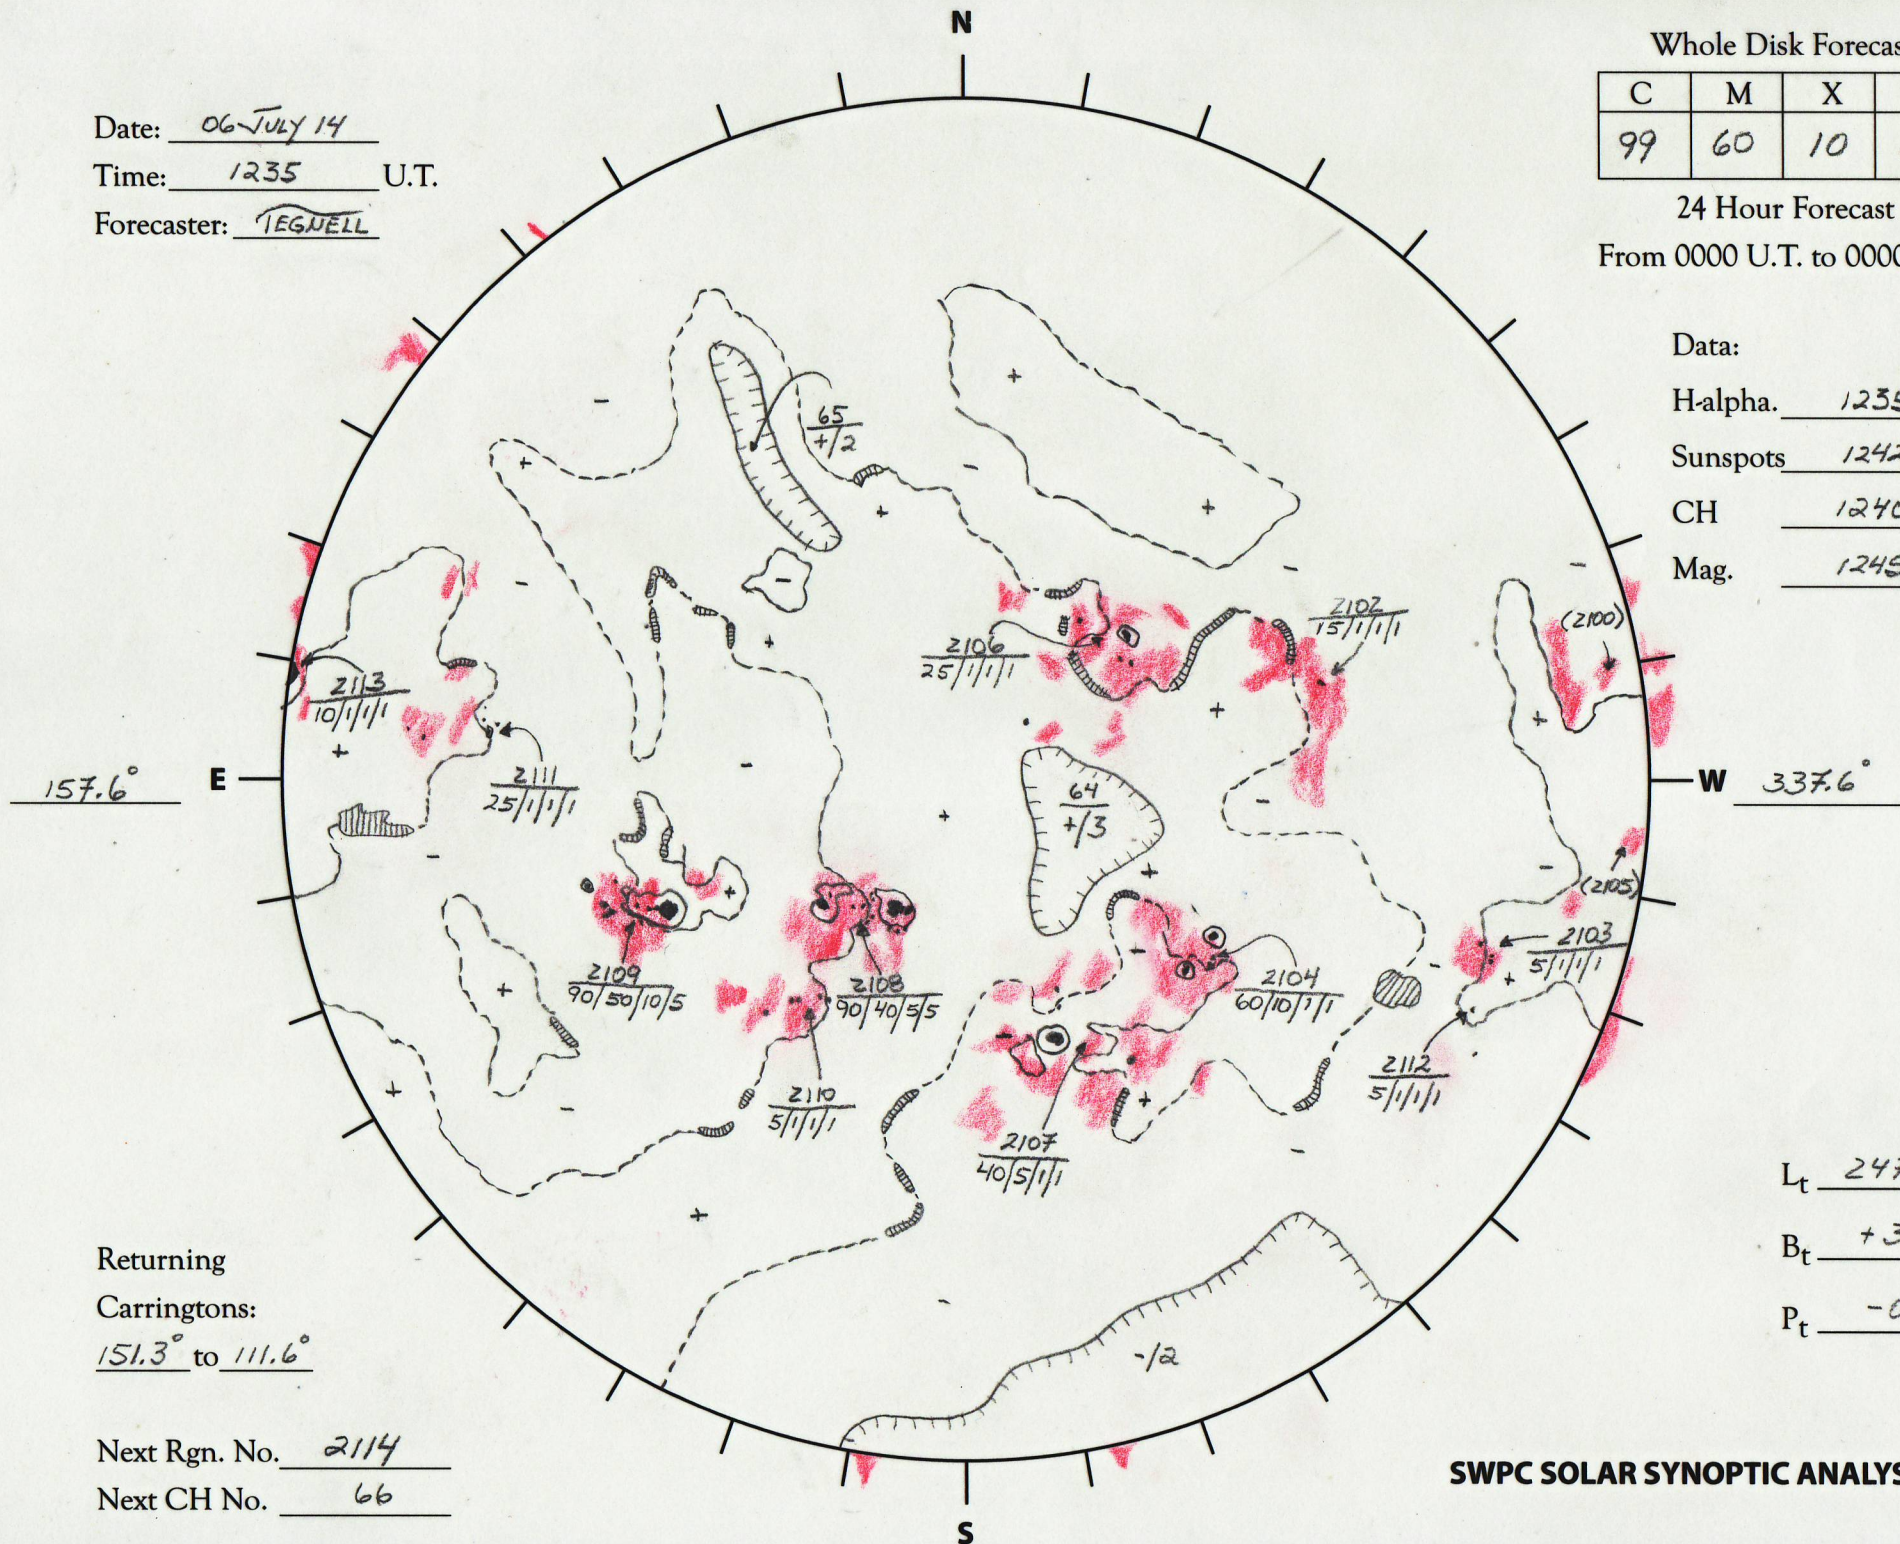 N
Whole Disk Forecas
C M X
99 60 10
24 Hour Forecast
From 0000 U.T. to 0000
Date: 06-JULY 14
Time: 1235 U.T.
Forecaster: TEGNELL
Data:
H-alpha. 1235
Sunspots 1242
CH 1240
Mag. 1245
65
+/2
2102
15/1/1/1
(2100)
2106
25/1/1/1
2113
10/1/1/1
2111
25/1/1/1
157.6° E
W 337.6°
64
+/3
(2105)
2103
5/1/1/1
2109
90/50/10/5
2108
90/40/5/5
2104
60/10/1/1
2112
5/1/1/1
2110
5/1/1/1
2107
40/5/1/1
Lt 247
Bt +3
Pt -0
-/2
Returning
Carringtons:
151.3° to 111.6°
Next Rgn. No. 2114
Next CH No. 66
SWPC SOLAR SYNOPTIC ANALYS
S